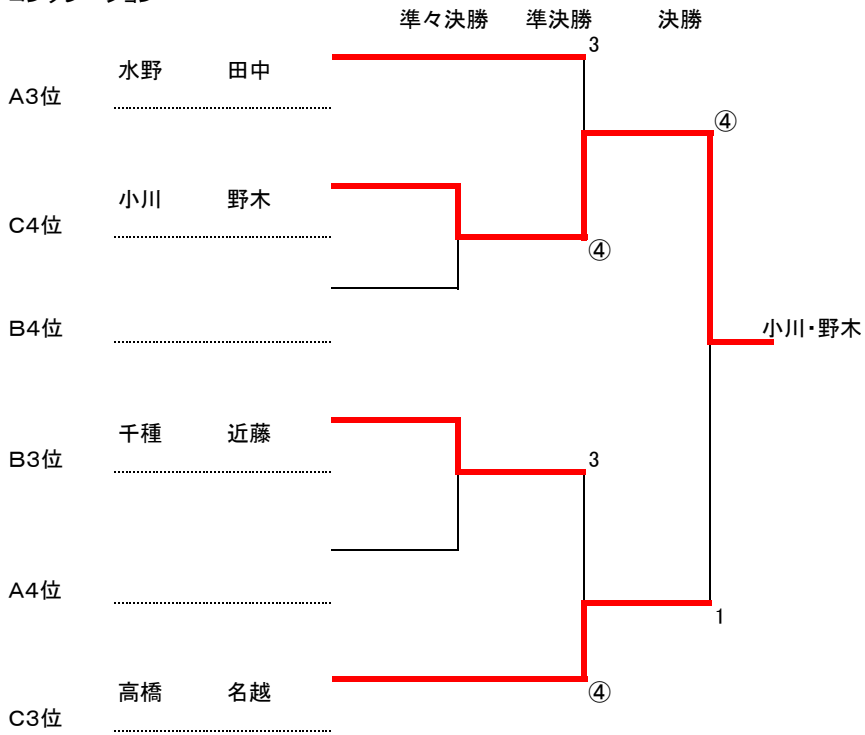 準々決勝 準決勝 決勝
3
水野 田中
A3位
④
小川 野木
C4位
④
B4位
小川・野木
千種 近藤
B3位
3
A4位
1
高橋 名越
④
C3位